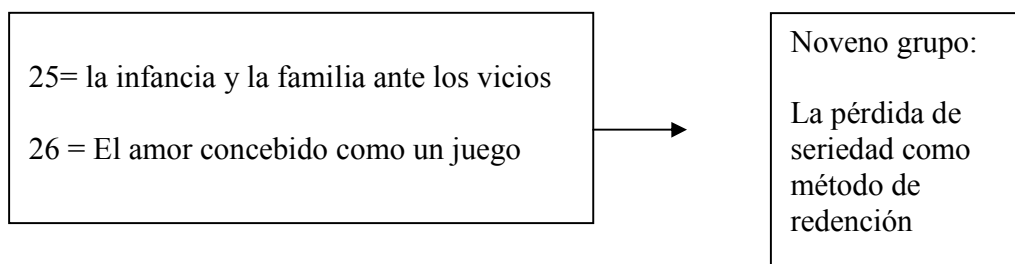 25= la infancia y la familia ante los vicios
26 = El amor concebido como un juego
Noveno grupo:
La pérdida de
seriedad como
método de
redención